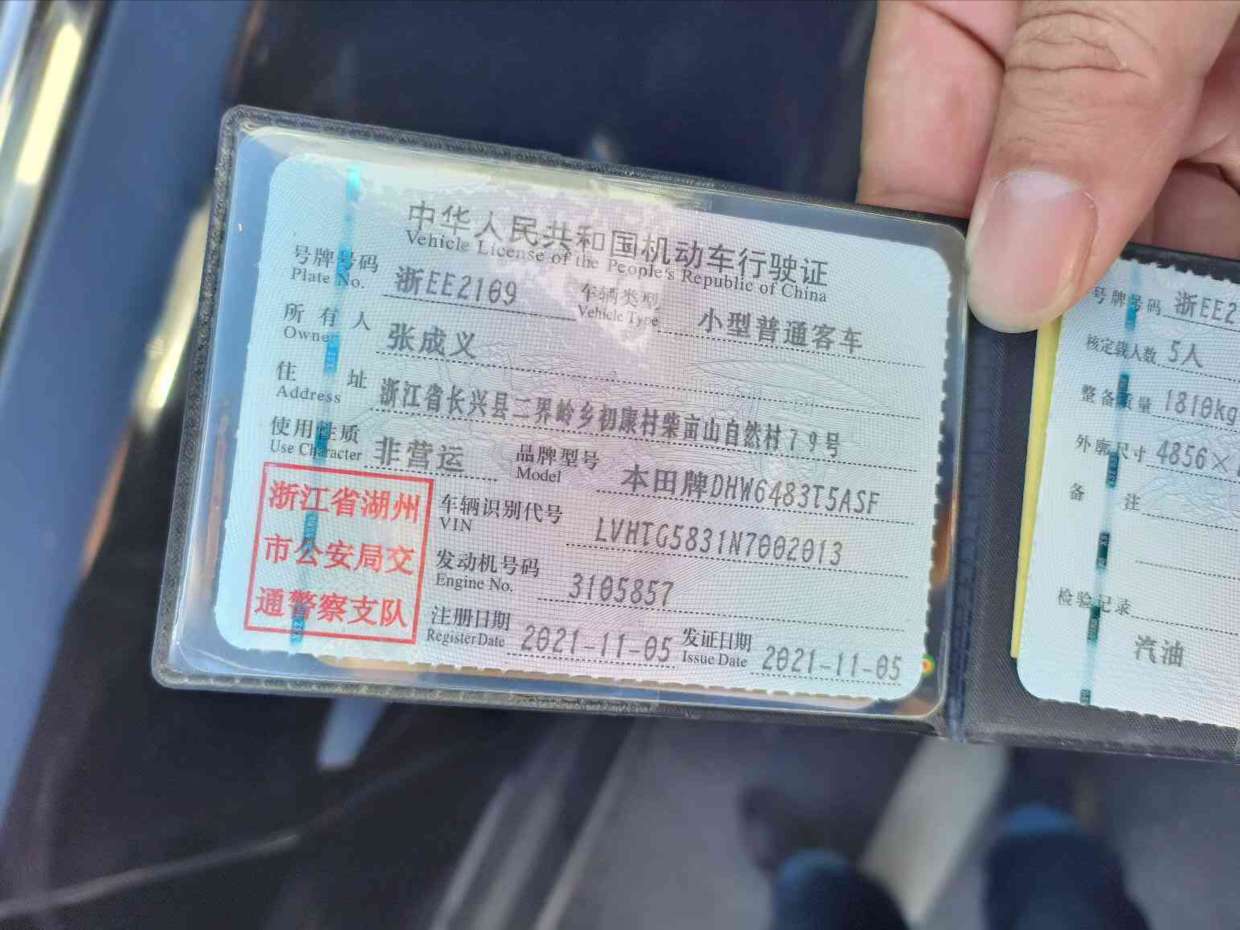 中华人民共和国机动车行驶证
Vehicle License of the People's Republic of China
号牌号码 浙EE2169 车辆类型 小型普通客车
Plate No. Vehicle Type
所有人 张成义
Owner
住址 浙江省长兴县二界岭乡初康村柴亩山自然村79号
Address
使用性质 非营运 品牌型号 本田牌DHW6483T5ASF
Use Character Model
浙江省湖州
市公安局交
通警察支队
车辆识别代号 LVHTG5831N7002013
VIN
发动机号码 3105857
Engine No.
注册日期 2021-11-05 发证日期 2021-11-05
Register Date Issue Date
号牌号码 浙EE2
核定载人数 5人
整备质量 1810kg
外廓尺寸 4856×
备注
检验记录
汽油